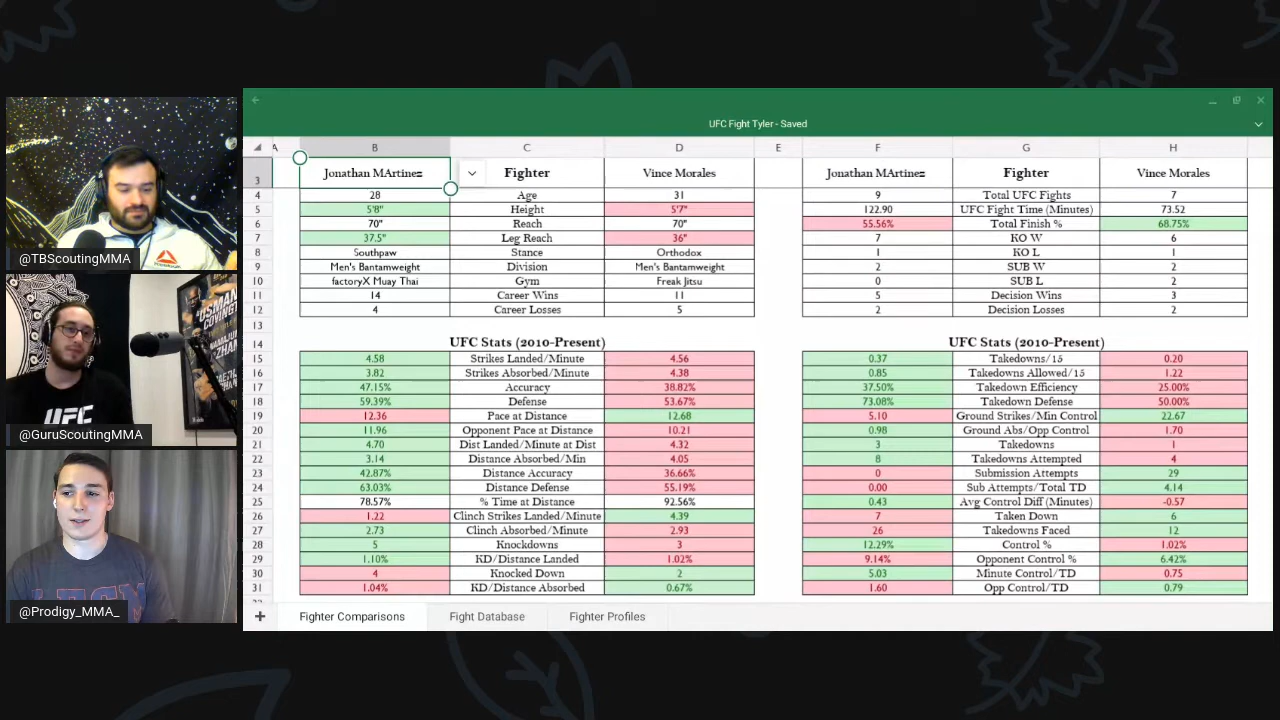 UFC Fight Tyler - Saved
A B C D E F G H
3 Jonathan MArtinez Fighter Vince Morales Jonathan MArtinez Fighter Vince Morales
4 28 Age 31 9 Total UFC Fights 7
5 5'8" Height 5'7" 122.90 UFC Fight Time (Minutes) 73.52
6 70" Reach 70" 55.56% Total Finish % 68.75%
7 37.5" Leg Reach 36" 7 KO W 6
8 Southpaw Stance Orthodox 1 KO L 1
9 Men's Bantamweight Division Men's Bantamweight 2 SUB W 2
10 factoryX Muay Thai Gym Freak Jitsu 0 SUB L 2
11 14 Career Wins 11 5 Decision Wins 3
12 4 Career Losses 5 2 Decision Losses 2
13
14 UFC Stats (2010-Present) UFC Stats (2010-Present)
15 4.58 Strikes Landed/Minute 4.56 0.37 Takedowns/15 0.20
16 3.82 Strikes Absorbed/Minute 4.38 0.85 Takedowns Allowed/15 1.22
17 47.15% Accuracy 38.82% 37.50% Takedown Efficiency 25.00%
18 59.39% Defense 53.67% 73.08% Takedown Defense 50.00%
19 12.36 Pace at Distance 12.68 5.10 Ground Strikes/Min Control 22.67
20 11.96 Opponent Pace at Distance 10.21 0.98 Ground Abs/Opp Control 1.70
21 4.70 Dist Landed/Minute at Dist 4.32 3 Takedowns 1
22 3.14 Distance Absorbed/Min 4.05 8 Takedowns Attempted 4
23 42.87% Distance Accuracy 36.66% 0 Submission Attempts 29
24 63.03% Distance Defense 55.19% 0.00 Sub Attempts/Total TD 4.14
25 78.57% % Time at Distance 92.56% 0.43 Avg Control Diff (Minutes) -0.57
26 1.22 Clinch Strikes Landed/Minute 4.39 7 Taken Down 6
27 2.73 Clinch Absorbed/Minute 2.93 26 Takedowns Faced 12
28 5 Knockdowns 3 12.29% Control % 1.02%
29 1.10% KD/Distance Landed 1.02% 9.14% Opponent Control % 6.42%
30 4 Knocked Down 2 5.03 Minute Control/TD 0.75
31 1.04% KD/Distance Absorbed 0.67% 1.60 Opp Control/TD 0.79
+ Fighter Comparisons Fight Database Fighter Profiles
@TBScoutingMMA
USMAN
COVINGTON
UFC
@GuruScoutingMMA
@Prodigy_MMA_